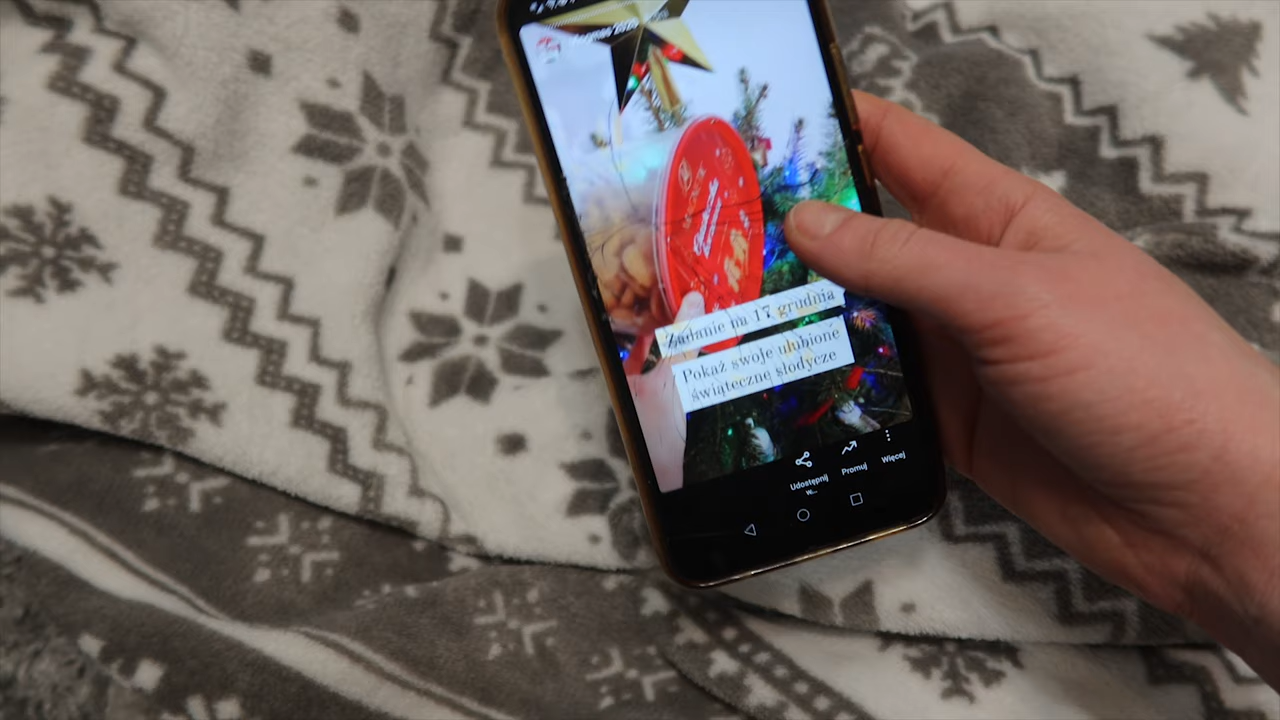 Zadanie na 17 grudnia
Pokaż swoje ulubione
świąteczne słodycze
Udostępnij
w...
Promuj
Więcej